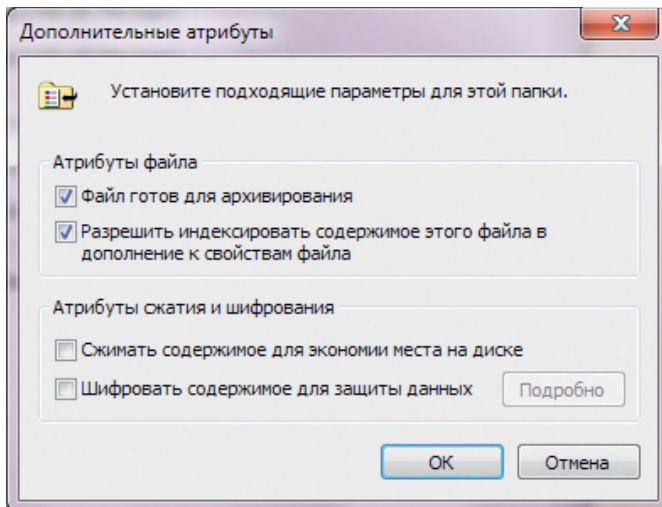 Дополнительные атрибуты
Установите подходящие параметры для этой папки.
Атрибуты файла
Файл готов для архивирования
Разрешить индексировать содержимое этого файла в
дополнение к свойствам файла
Атрибуты сжатия и шифрования
Сжимать содержимое для экономии места на диске
Шифровать содержимое для защиты данных
Подробно
ОК
Отмена